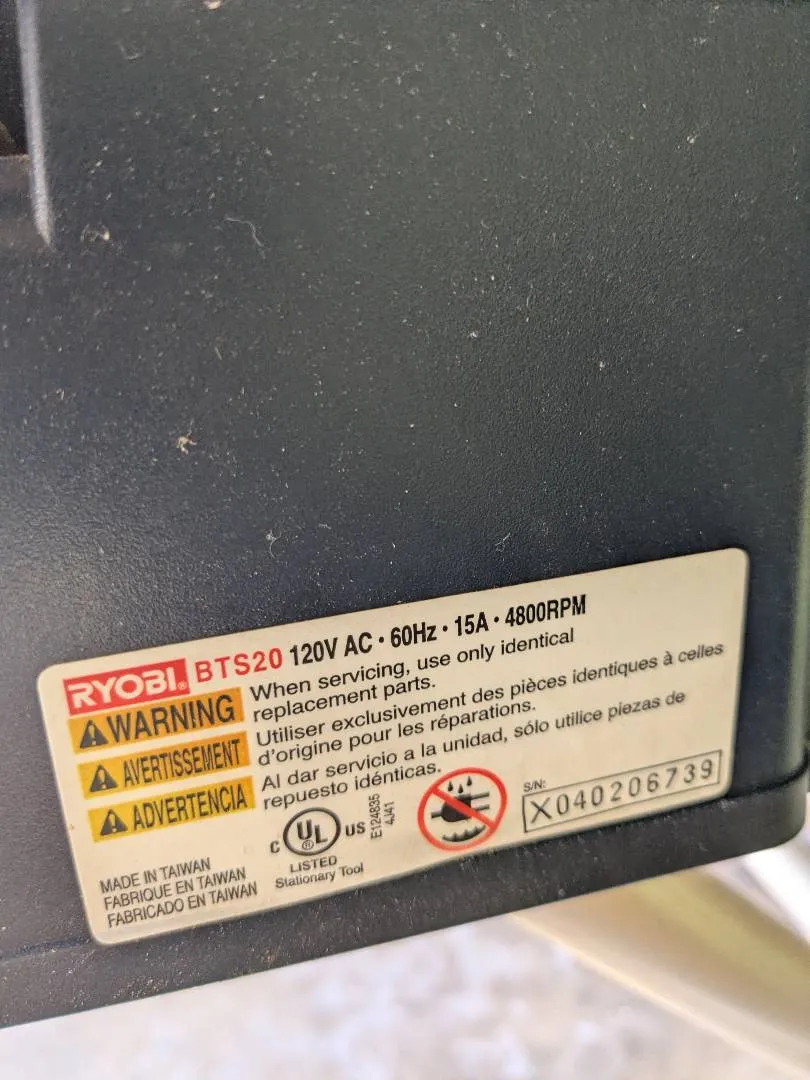 RYOBI® BTS20 120V AC • 60Hz • 15A • 4800RPM
⚠WARNING
When servicing, use only identical
replacement parts.
⚠AVERTISSEMENT
Utiliser exclusivement des pièces identiques à celles
d'origine pour les réparations.
⚠ADVERTENCIA
Al dar servicio a la unidad, sólo utilice piezas de
repuesto idénticas.
MADE IN TAIWAN
FABRIQUE EN TAIWAN
FABRICADO EN TAIWAN
C UL® US
LISTED
Stationary Tool
E124835
4J41
S/N:
X040206739